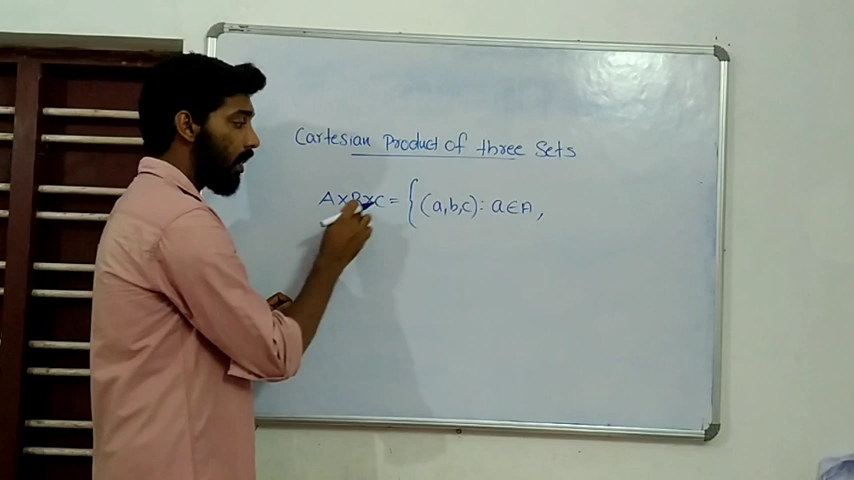 Cartesian Product of three Sets
A×B×C = { (a,b,c): a∈A,